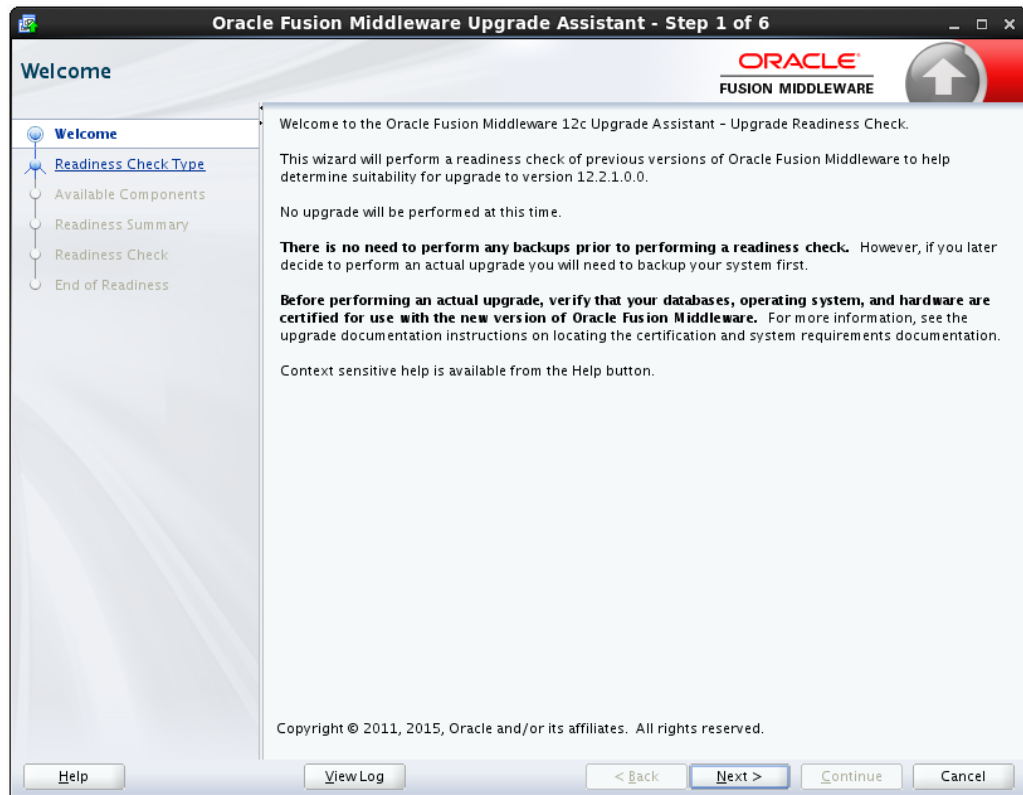 Oracle Fusion Middleware Upgrade Assistant - Step 1 of 6
Welcome
ORACLE
FUSION MIDDLEWARE
Welcome
Readiness Check Type
Available Components
Readiness Summary
Readiness Check
End of Readiness
Welcome to the Oracle Fusion Middleware 12c Upgrade Assistant - Upgrade Readiness Check.
This wizard will perform a readiness check of previous versions of Oracle Fusion Middleware to help
determine suitability for upgrade to version 12.2.1.0.0.
No upgrade will be performed at this time.
There is no need to perform any backups prior to performing a readiness check. However, if you later
decide to perform an actual upgrade you will need to backup your system first.
Before performing an actual upgrade, verify that your databases, operating system, and hardware are
certified for use with the new version of Oracle Fusion Middleware. For more information, see the
upgrade documentation instructions on locating the certification and system requirements documentation.
Context sensitive help is available from the Help button.
Copyright © 2011, 2015, Oracle and/or its affiliates. All rights reserved.
Help
View Log
< Back
Next >
Continue
Cancel